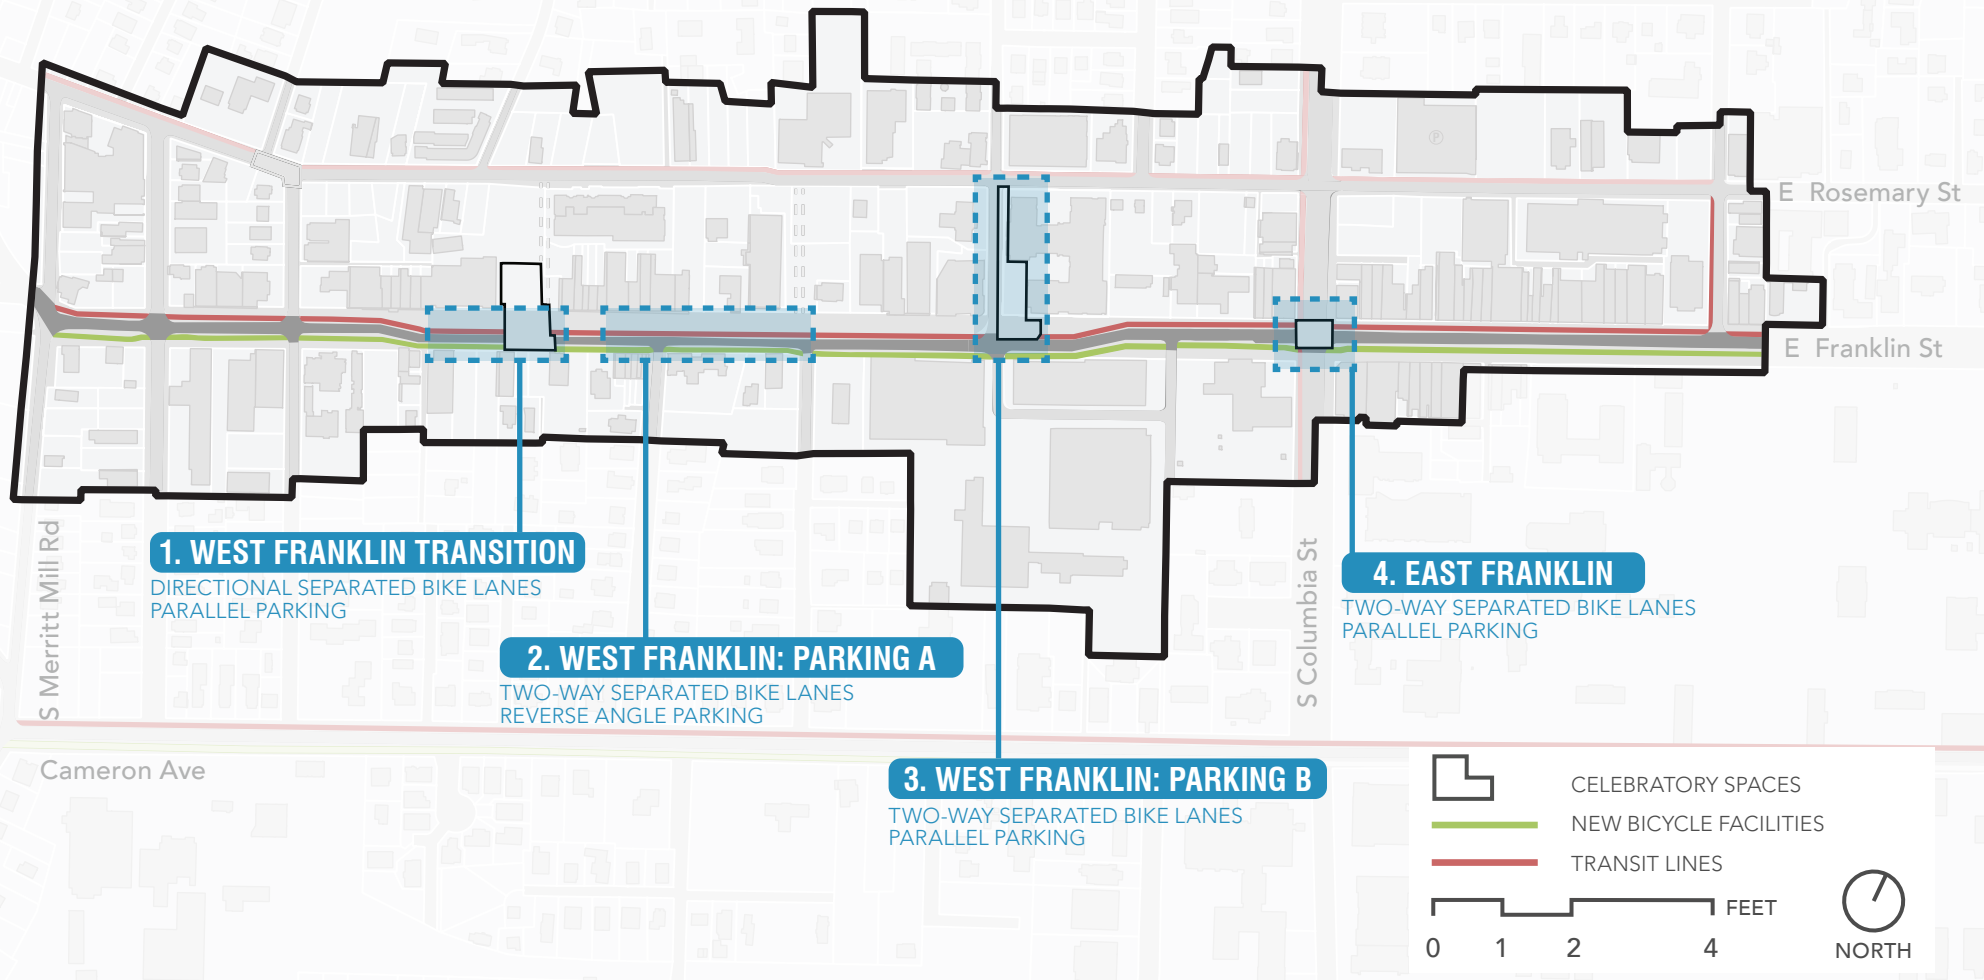 E Rosemary St
E Franklin St
P
1. WEST FRANKLIN TRANSITION
DIRECTIONAL SEPARATED BIKE LANES
PARALLEL PARKING
S Merritt Mill Rd
4. EAST FRANKLIN
TWO-WAY SEPARATED BIKE LANES
PARALLEL PARKING
S Columbia St
2. WEST FRANKLIN: PARKING A
TWO-WAY SEPARATED BIKE LANES
REVERSE ANGLE PARKING
Cameron Ave
3. WEST FRANKLIN: PARKING B
TWO-WAY SEPARATED BIKE LANES
PARALLEL PARKING
CELEBRATORY SPACES
NEW BICYCLE FACILITIES
TRANSIT LINES
FEET
0 1 2 4
NORTH